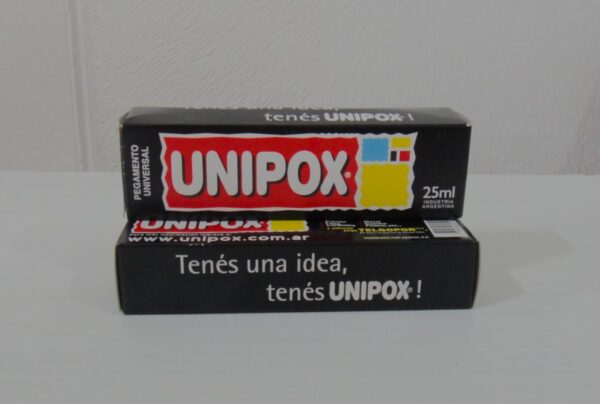 Tenés una idea,
tenés UNIPOX®!
PEGAMENTO
UNIVERSAL
UNIPOX®
25ml
INDUSTRIA
ARGENTINA
UNIPOX
www.unipox.com.ar
TELGOPOR
Tenés una idea,
tenés UNIPOX®!